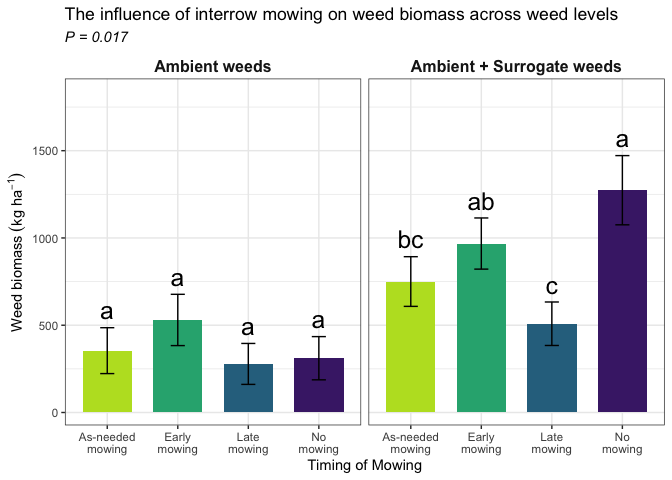 The influence of interrow mowing on weed biomass across weed levels
P = 0.017
Ambient weeds
Ambient + Surrogate weeds
Weed biomass (kg ha⁻¹)
1500
1000
500
0
a
a
a
a
bc
ab
c
a
As-needed
mowing
Early
mowing
Late
mowing
No
mowing
As-needed
mowing
Early
mowing
Late
mowing
No
mowing
Timing of Mowing